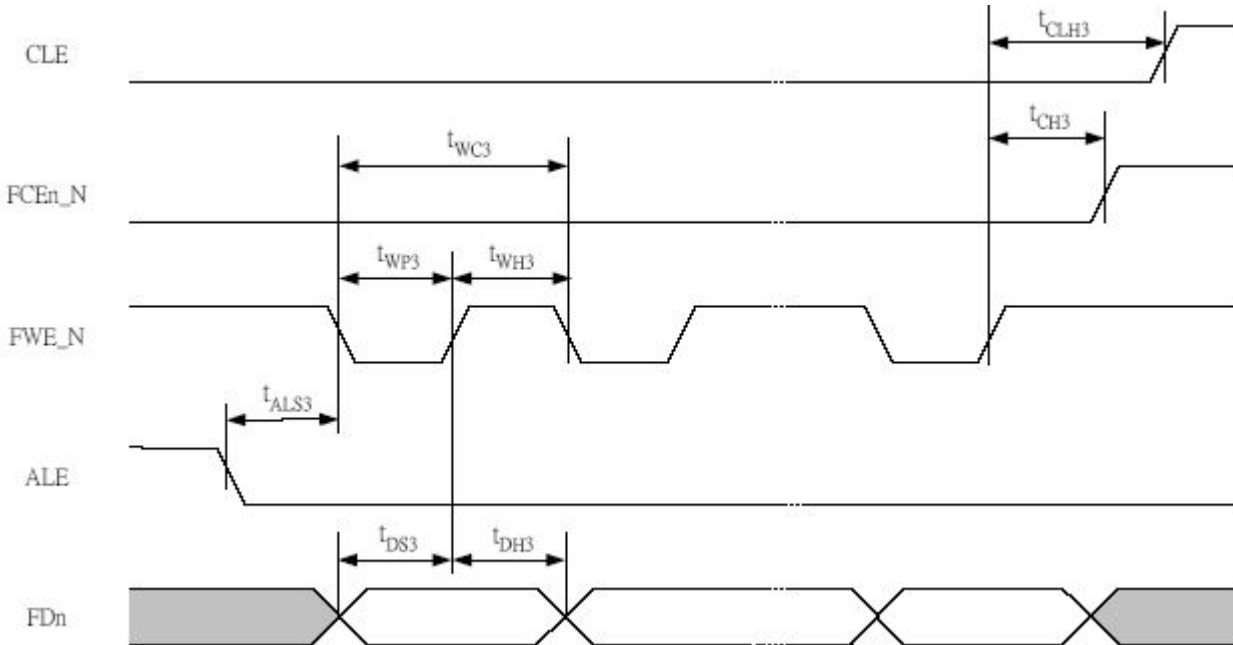 CLE
tCLH3
tCH3
tWC3
FCEn_N
tWP3
tWH3
FWE_N
tALS3
ALE
tDS3
tDH3
FDn